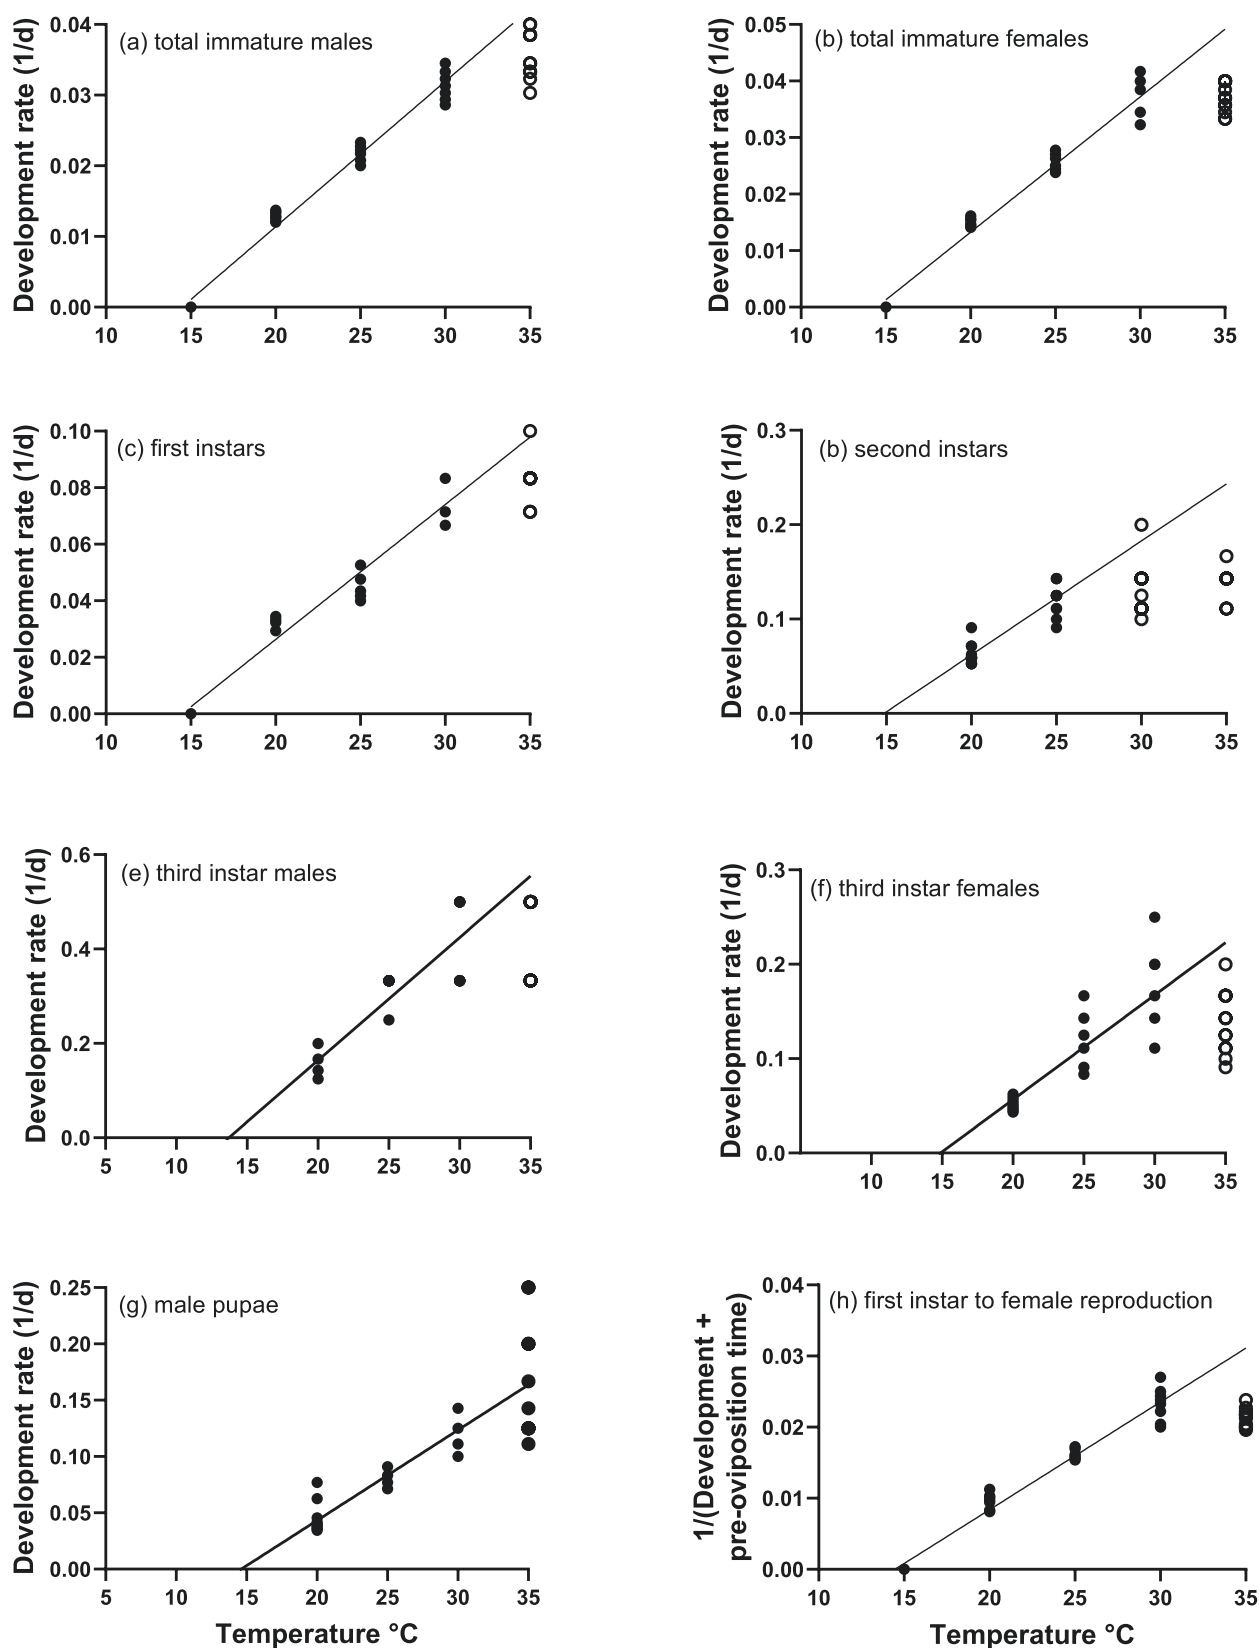 (a) total immature males
Development rate (1/d)
0.04
0.03
0.02
0.01
0.00
10 15 20 25 30 35
(b) total immature females
Development rate (1/d)
0.05
0.04
0.03
0.02
0.01
0.00
10 15 20 25 30 35
(c) first instars
Development rate (1/d)
0.10
0.08
0.06
0.04
0.02
0.00
10 15 20 25 30 35
(b) second instars
Development rate (1/d)
0.3
0.2
0.1
0.0
10 15 20 25 30 35
(e) third instar males
Development rate (1/d)
0.6
0.4
0.2
0.0
5 10 15 20 25 30 35
(f) third instar females
Development rate (1/d)
0.3
0.2
0.1
0.0
10 15 20 25 30 35
(g) male pupae
Development rate (1/d)
0.25
0.20
0.15
0.10
0.05
0.00
5 10 15 20 25 30 35
Temperature °C
(h) first instar to female reproduction
1/(Development +
pre-oviposition time)
0.04
0.03
0.02
0.01
0.00
10 15 20 25 30 35
Temperature °C